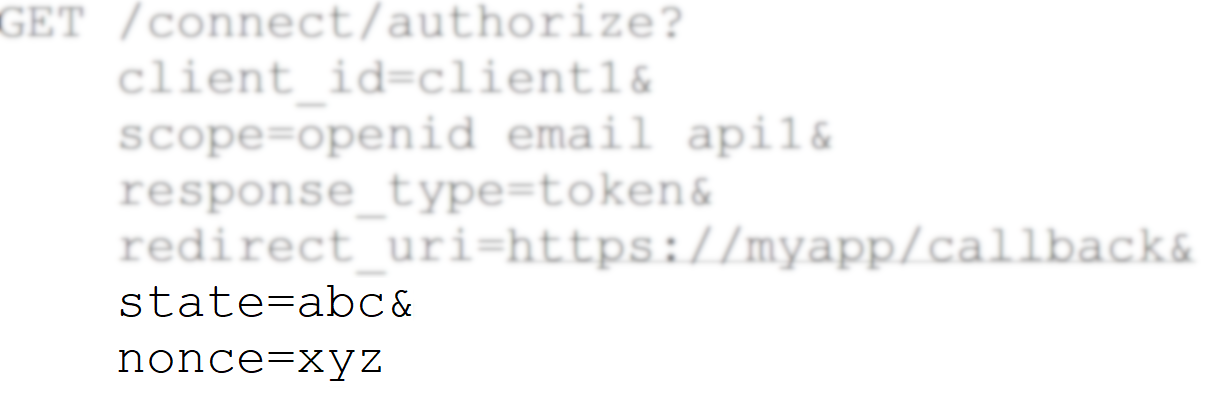 GET /connect/authorize?
client_id=client1&
scope=openid email api1&
response_type=token&
redirect_uri=https://myapp/callback&
state=abc&
nonce=xyz